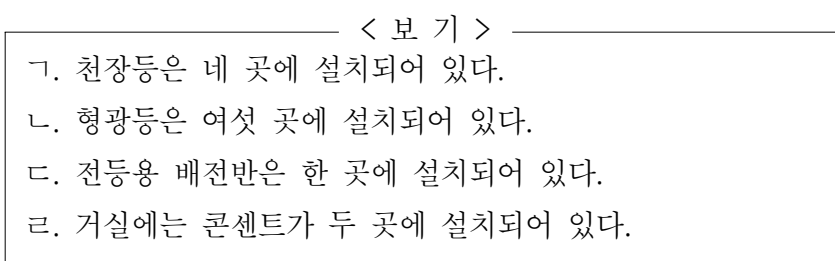 < 보 기 >
ㄱ. 천장등은 네 곳에 설치되어 있다.
ㄴ. 형광등은 여섯 곳에 설치되어 있다.
ㄷ. 전등용 배전반은 한 곳에 설치되어 있다.
ㄹ. 거실에는 콘센트가 두 곳에 설치되어 있다.